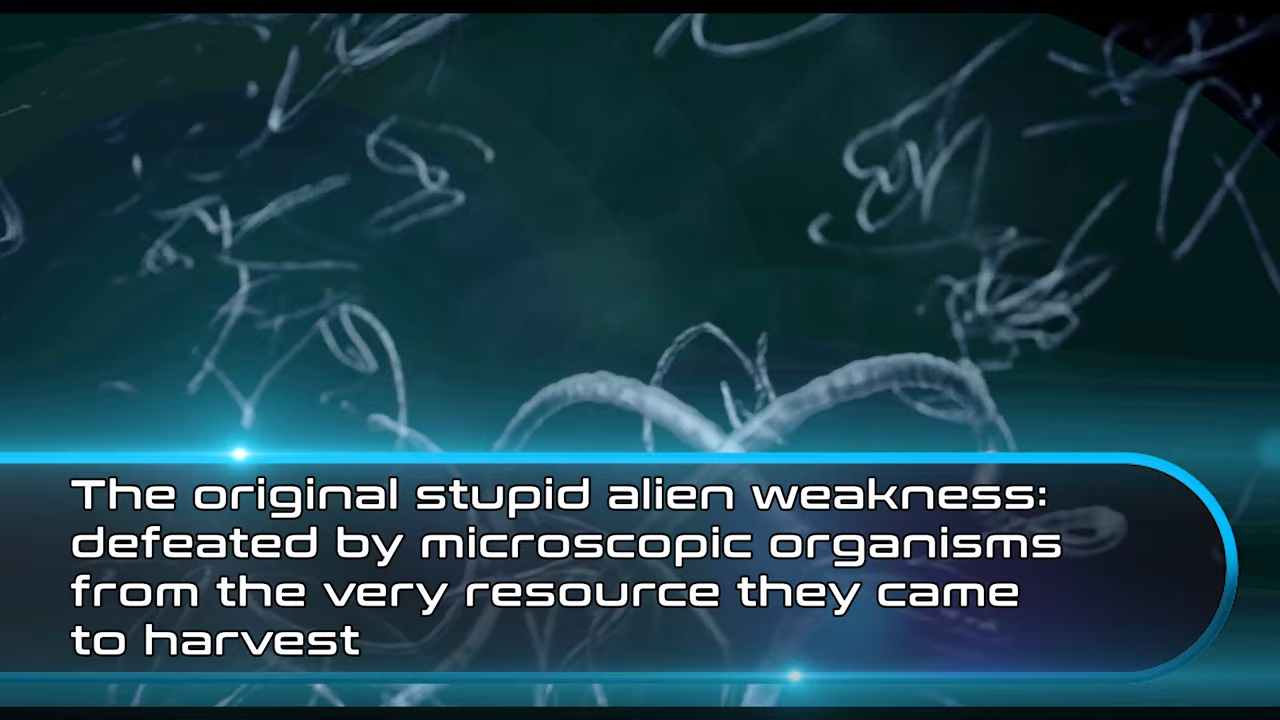 The original stupid alien weakness:
defeated by microscopic organisms
from the very resource they came
to harvest